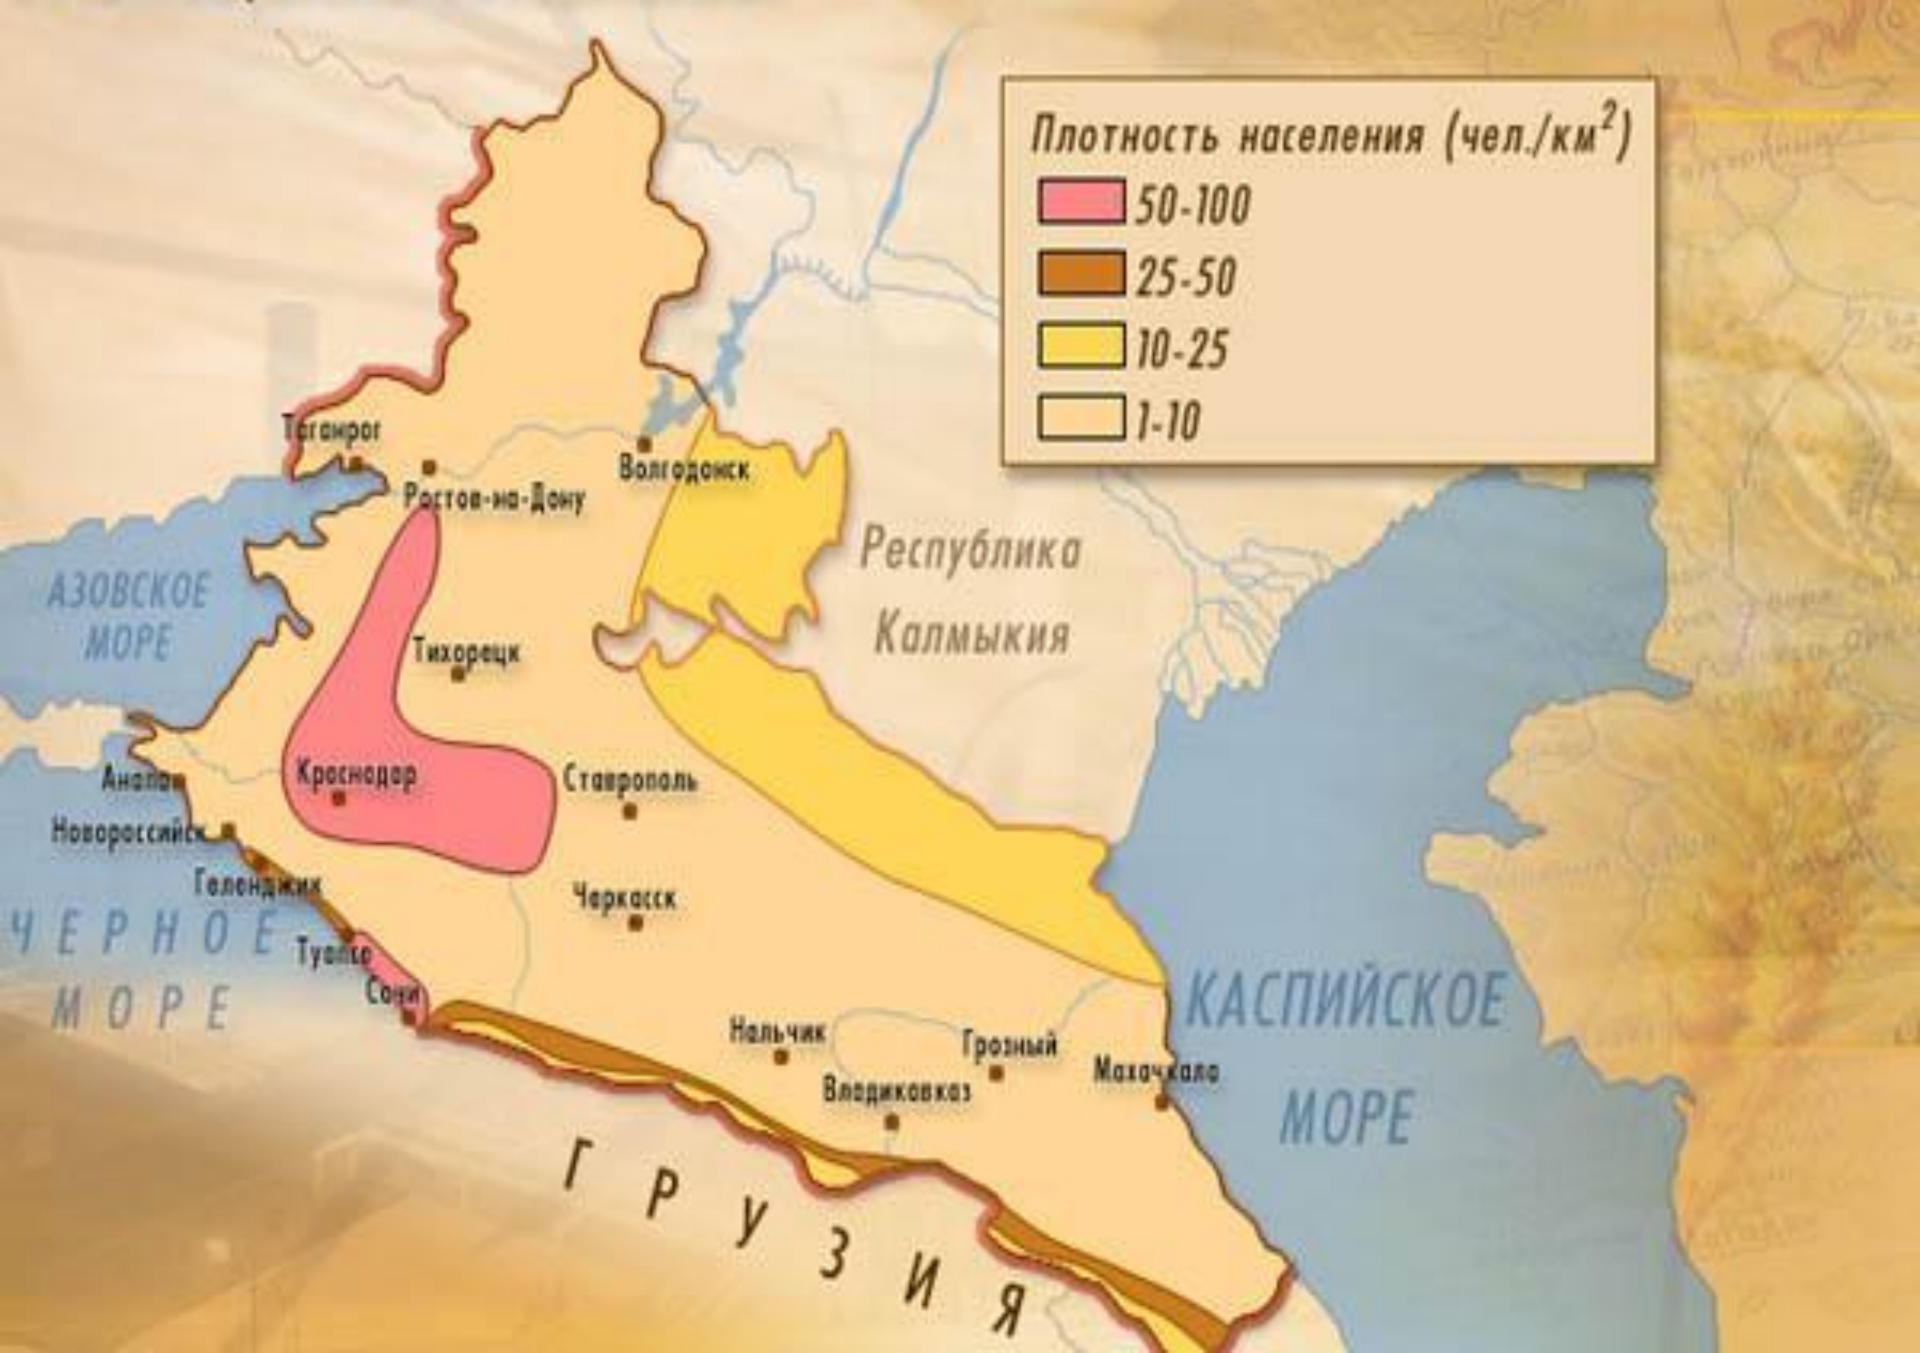 Плотность населения (чел./км²)
50-100
25-50
10-25
1-10
Таганрог
Ростов-на-Дону
Волгодонск
Республика
Калмыкия
АЗОВСКОЕ
МОРЕ
Тихорецк
Анапа
Краснодар
Ставрополь
Новороссийск
Геленджик
Черкасск
ЧЕРНОЕ
МОРЕ
Туапсе
Сочи
КАСПИЙСКОЕ
МОРЕ
Нальчик
Грозный
Владикавказ
Махачкала
ГРУЗИЯ